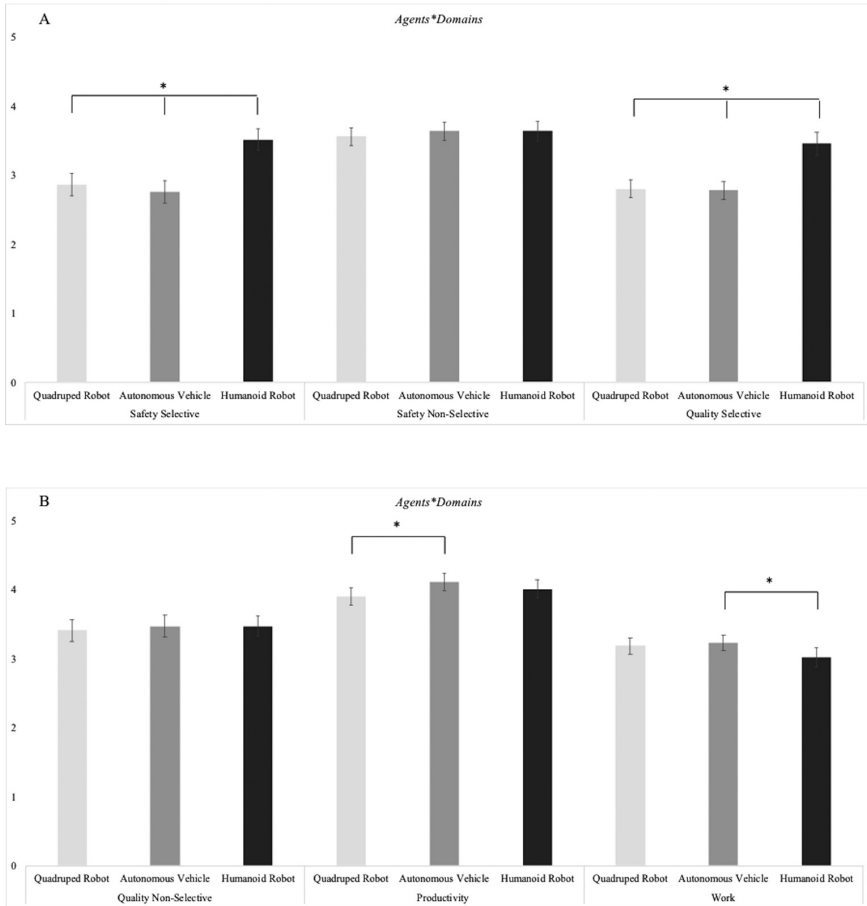 A
Agents*Domains
5
*
*
4
3
2
1
0
Quadruped Robot Autonomous Vehicle Humanoid Robot Quadruped Robot Autonomous Vehicle Humanoid Robot Quadruped Robot Autonomous Vehicle Humanoid Robot
Safety Selective Safety Non-Selective Quality Selective
B
Agents*Domains
5
*
*
4
3
2
1
0
Quadruped Robot Autonomous Vehicle Humanoid Robot Quadruped Robot Autonomous Vehicle Humanoid Robot Quadruped Robot Autonomous Vehicle Humanoid Robot
Quality Non-Selective Productivity Work